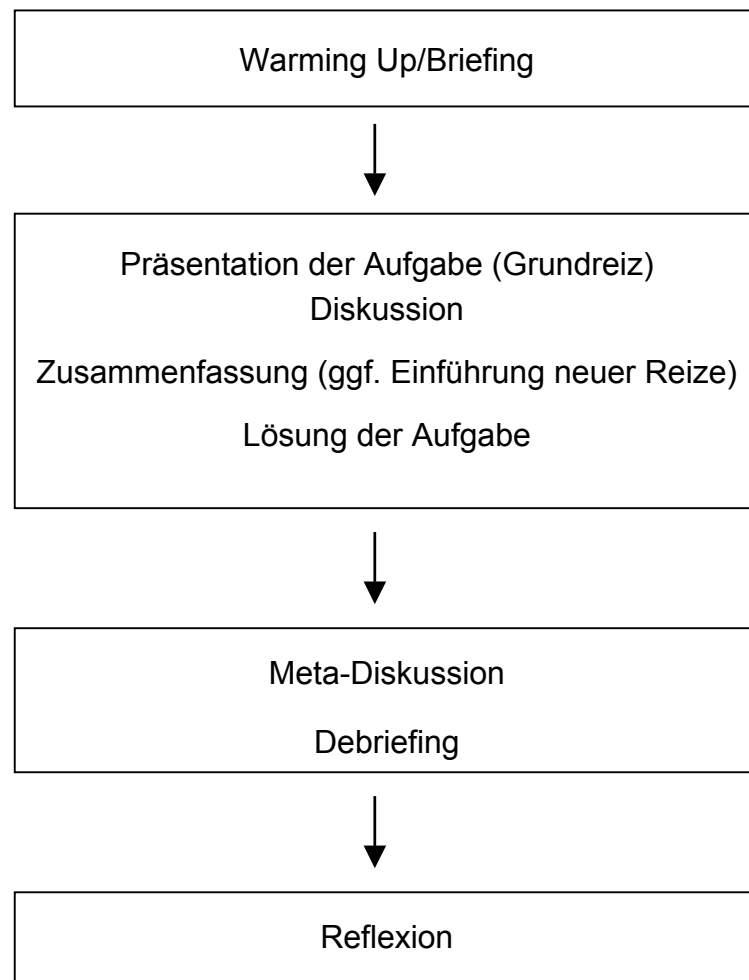 Warming Up/Briefing
Präsentation der Aufgabe (Grundreiz)
Diskussion
Zusammenfassung (ggf. Einführung neuer Reize)
Lösung der Aufgabe
Meta-Diskussion
Debriefing
Reflexion